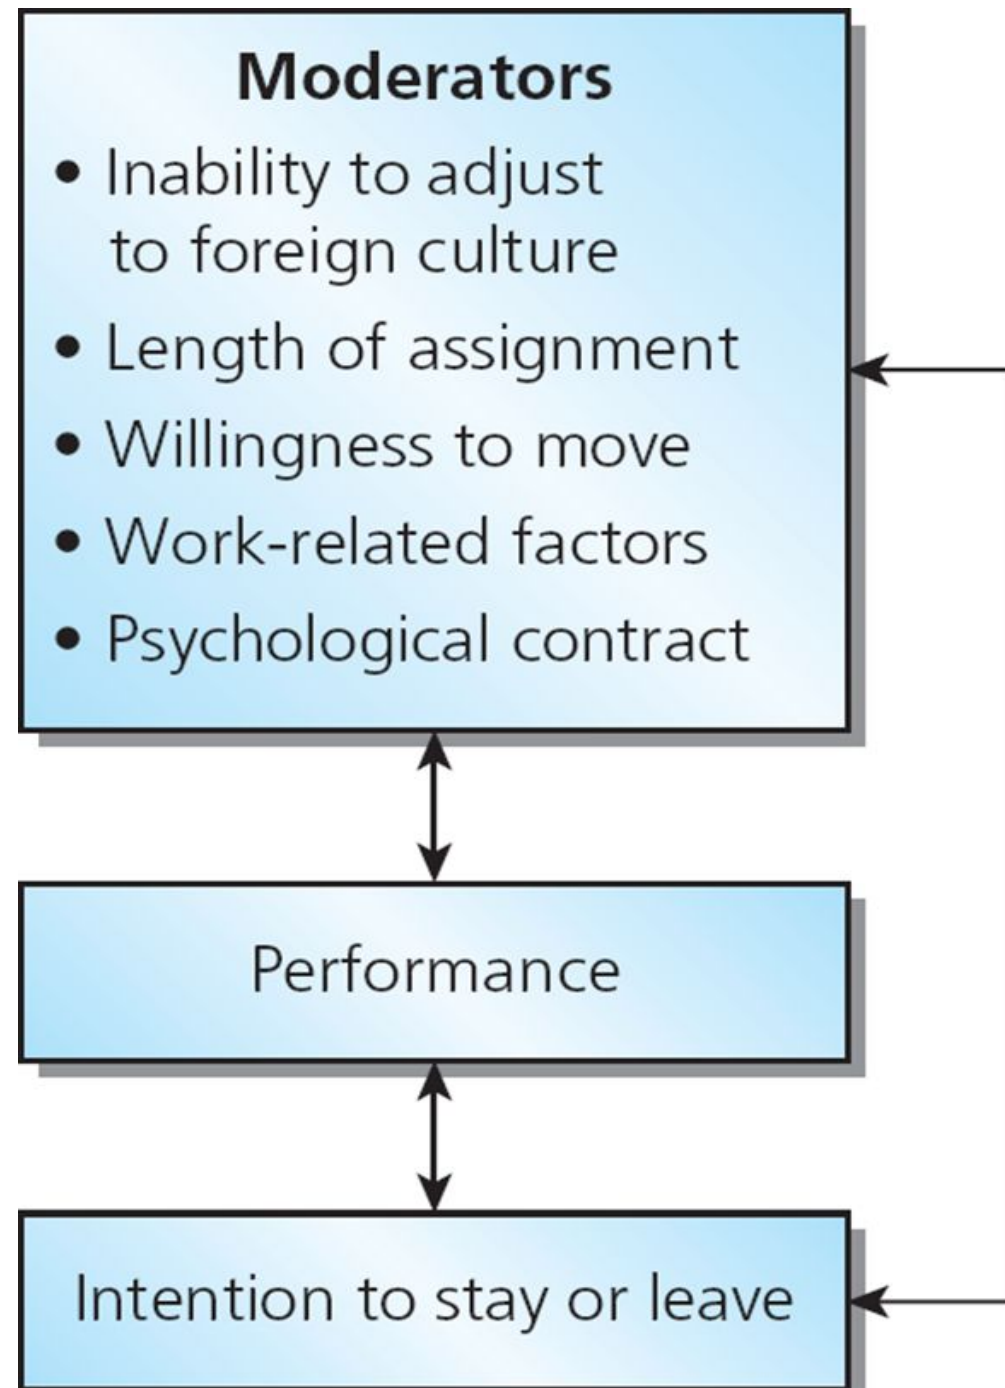 Moderators
• Inability to adjust
to foreign culture
• Length of assignment
• Willingness to move
• Work-related factors
• Psychological contract
Performance
Intention to stay or leave